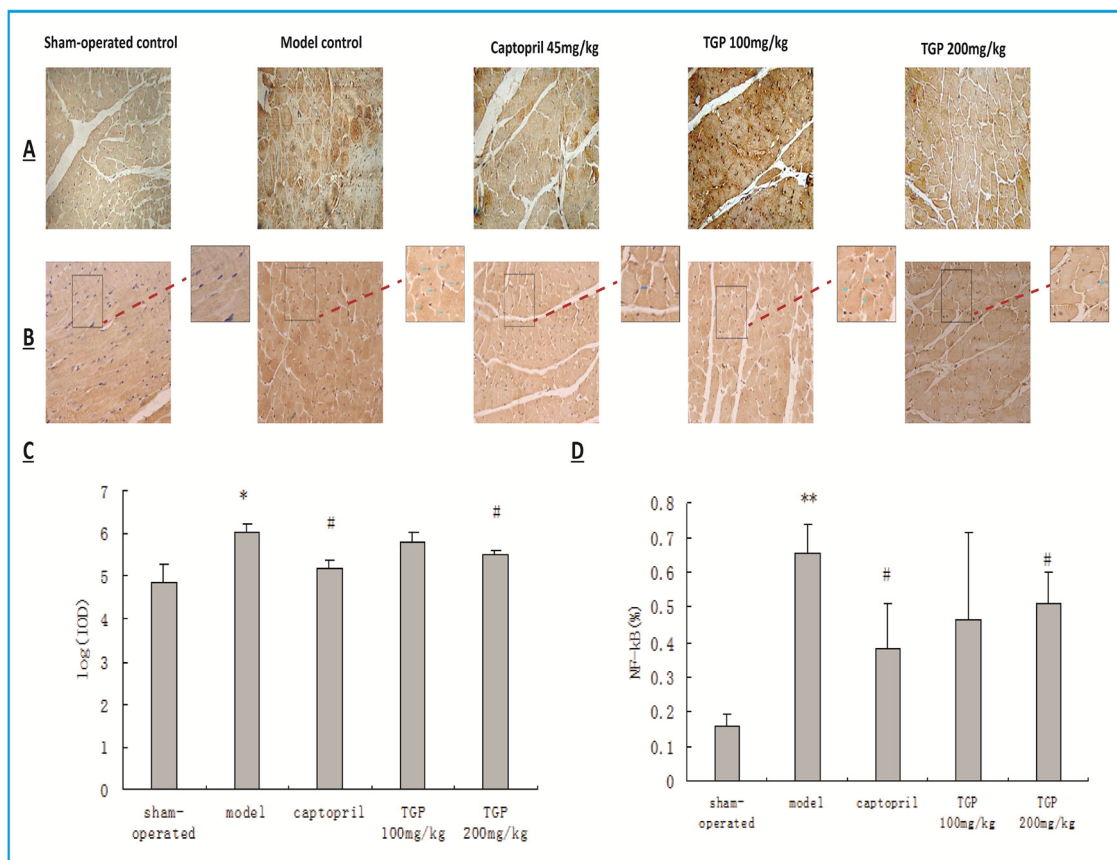 Sham-operated control
Model control
Captopril 45mg/kg
TGP 100mg/kg
TGP 200mg/kg
A
B
C
log(IOD)
7
6
5
4
3
2
1
0
*
#
#
sham-operated
model
captopril
TGP 100mg/kg
TGP 200mg/kg
D
NF-kB(%)
0.8
0.7
0.6
0.5
0.4
0.3
0.2
0.1
0
**
#
#
sham-operated
model
captopril
TGP 100mg/kg
TGP 200mg/kg